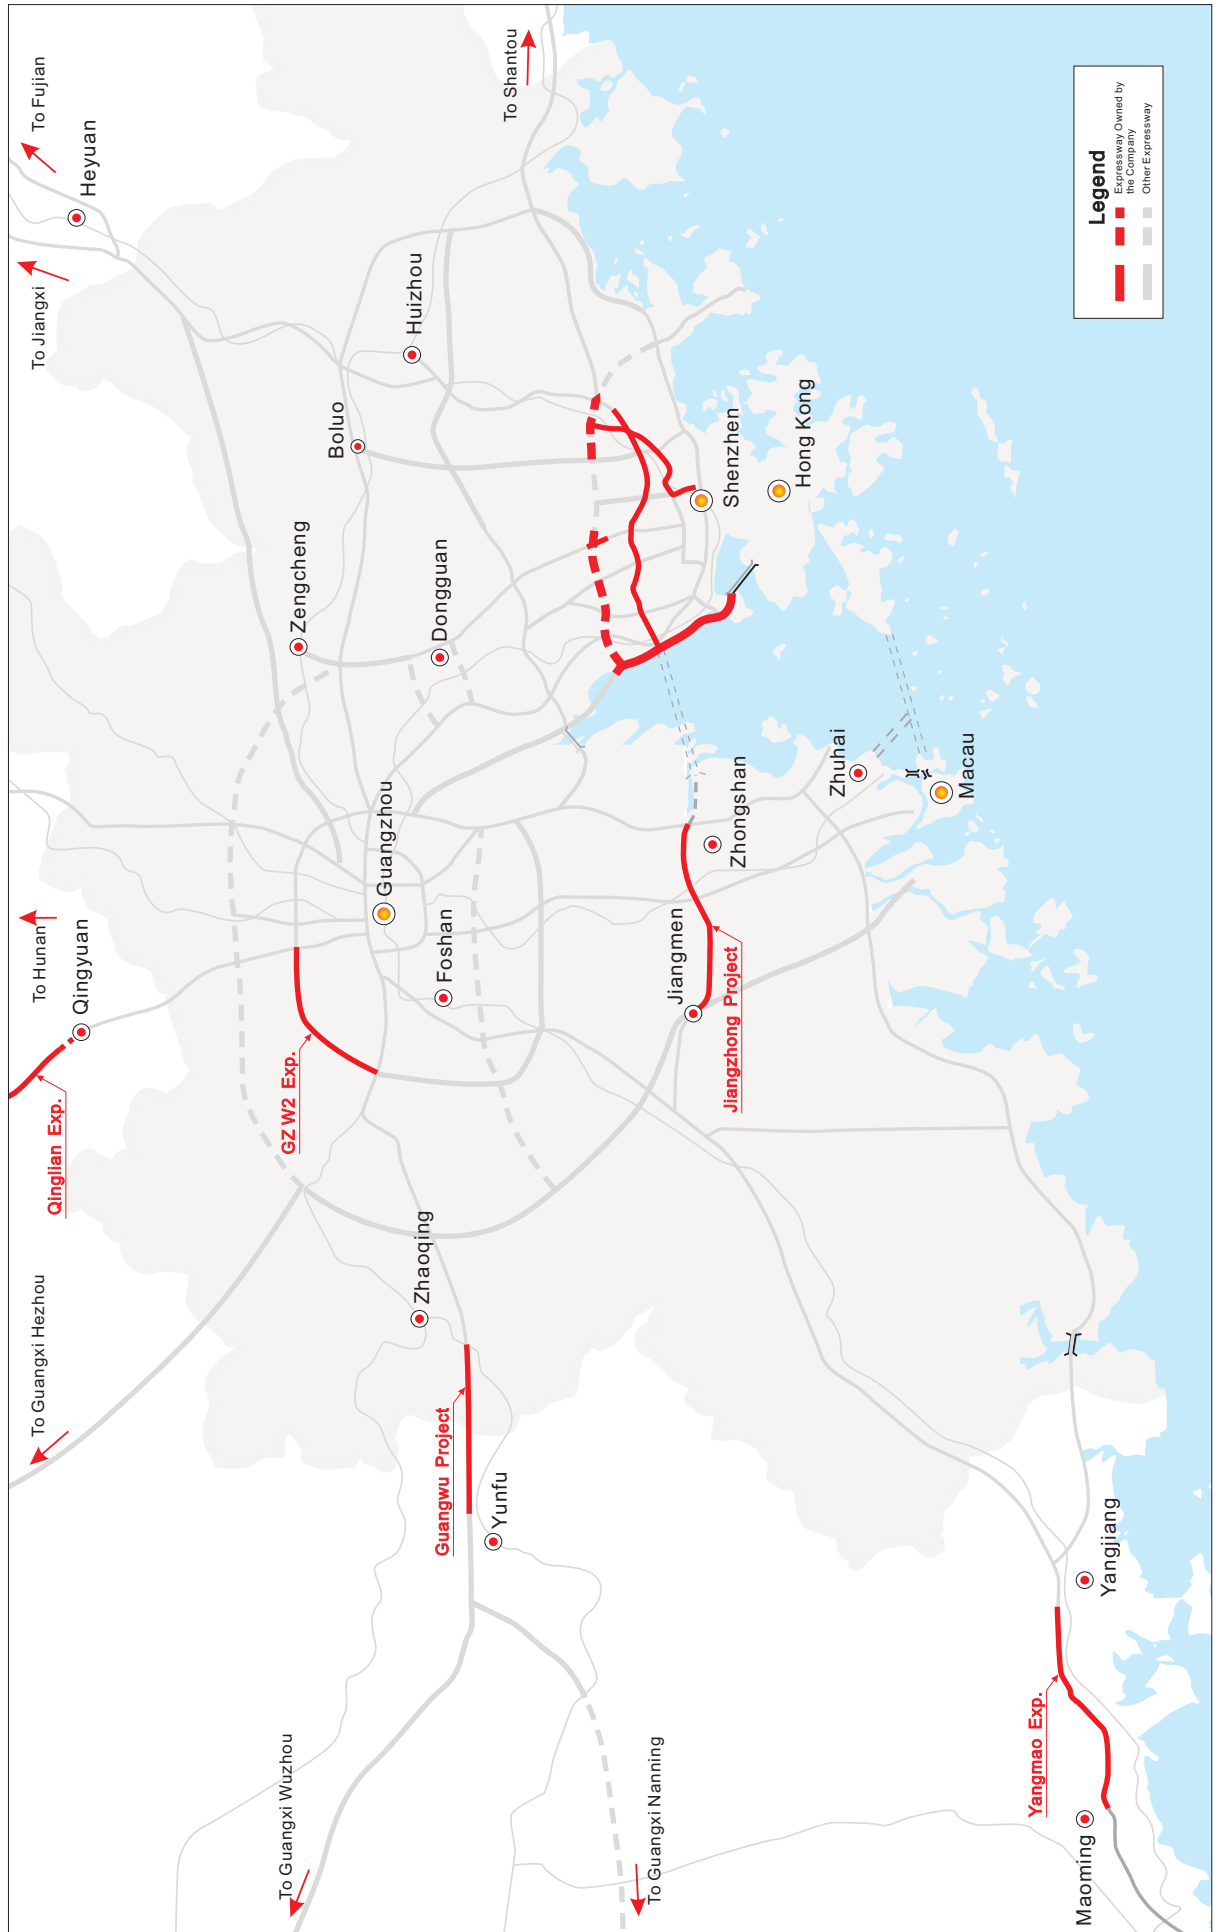 To Guangxi Hezhou
Qinglian Exp.
Qingyuan
To Hunan
To Jiangxi
To Fujian
Heyuan
To Guangxi Wuzhou
GZ W2 Exp.
Zengcheng
Boluo
Zhaoqing
Guangzhou
Huizhou
Guangwu Project
Foshan
Dongguan
Yunfu
To Shantou
To Guangxi Nanning
Jiangmen
Jiangzhong Project
Zhongshan
Shenzhen
Hong Kong
Zhuhai
Macau
Yangmao Exp.
Maoming
Yangjiang
Legend
Expressway Owned by
the Company
Other Expressway